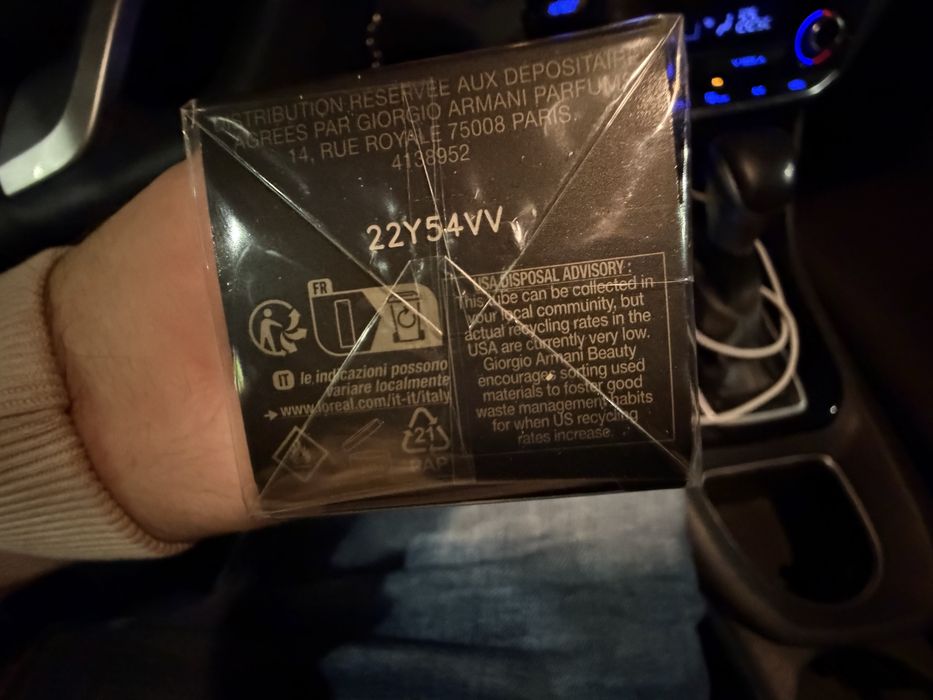 DISTRIBUTION RÉSERVÉE AUX DÉPOSITAIRES
AGRÉÉS PAR GIORGIO ARMANI PARFUMS
14, RUE ROYALE 75008 PARIS.
4138952
22Y54VV
FR
IT le indicazioni possono
variare localmente
www.loreal.com/it-it/italy
21
PAP
USA DISPOSAL ADVISORY :
This tube can be collected in
your local community, but
actual recycling rates in the
USA are currently very low.
Giorgio Armani Beauty
encourages sorting used
materials to foster good
waste management habits
for when US recycling
rates increase.